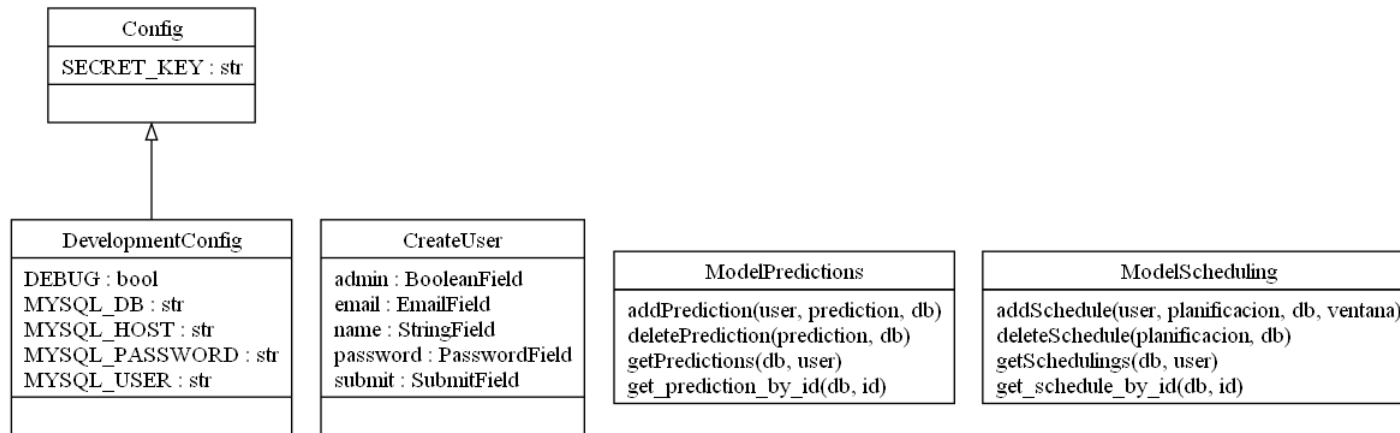 Config
SECRET_KEY : str
DevelopmentConfig
DEBUG : bool
MYSQL_DB : str
MYSQL_HOST : str
MYSQL_PASSWORD : str
MYSQL_USER : str
CreateUser
admin : BooleanField
email : EmailField
name : StringField
password : PasswordField
submit : SubmitField
ModelPredictions
addPrediction(user, prediction, db)
deletePrediction(prediction, db)
getPredictions(db, user)
get_prediction_by_id(db, id)
ModelScheduling
addSchedule(user, planificacion, db, ventana)
deleteSchedule(planificacion, db)
getSchedulings(db, user)
get_schedule_by_id(db, id)